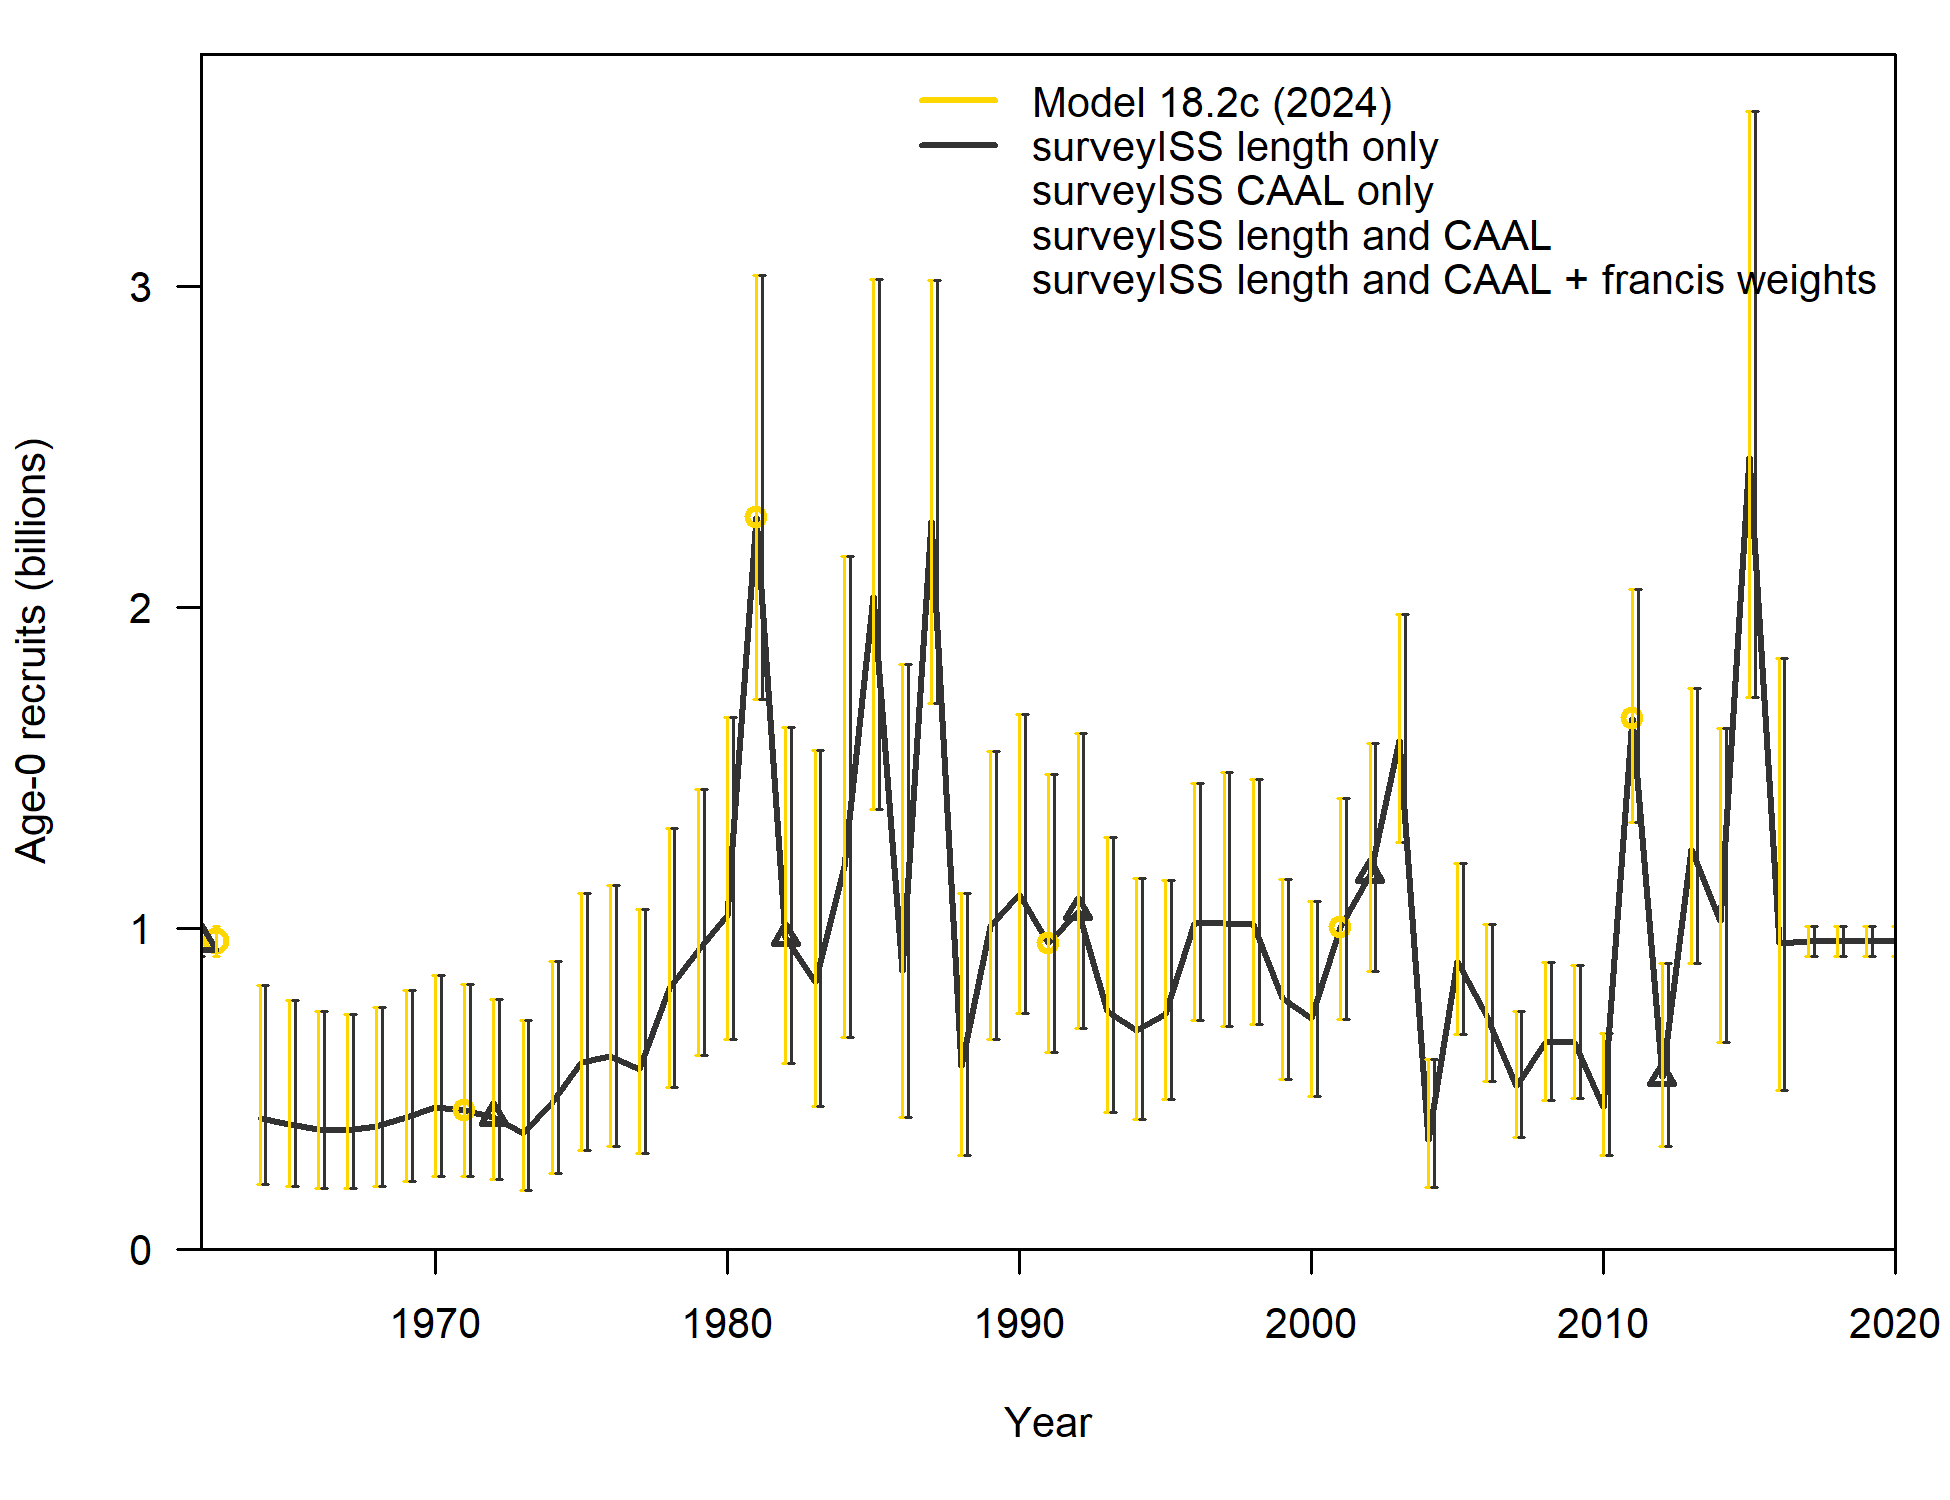 Model 18.2c (2024)
surveyISS length only
surveyISS CAAL only
surveyISS length and CAAL
surveyISS length and CAAL + francis weights
Age-0 recruits (billions)
3
2
1
0
1970 1980 1990 2000 2010 2020
Year